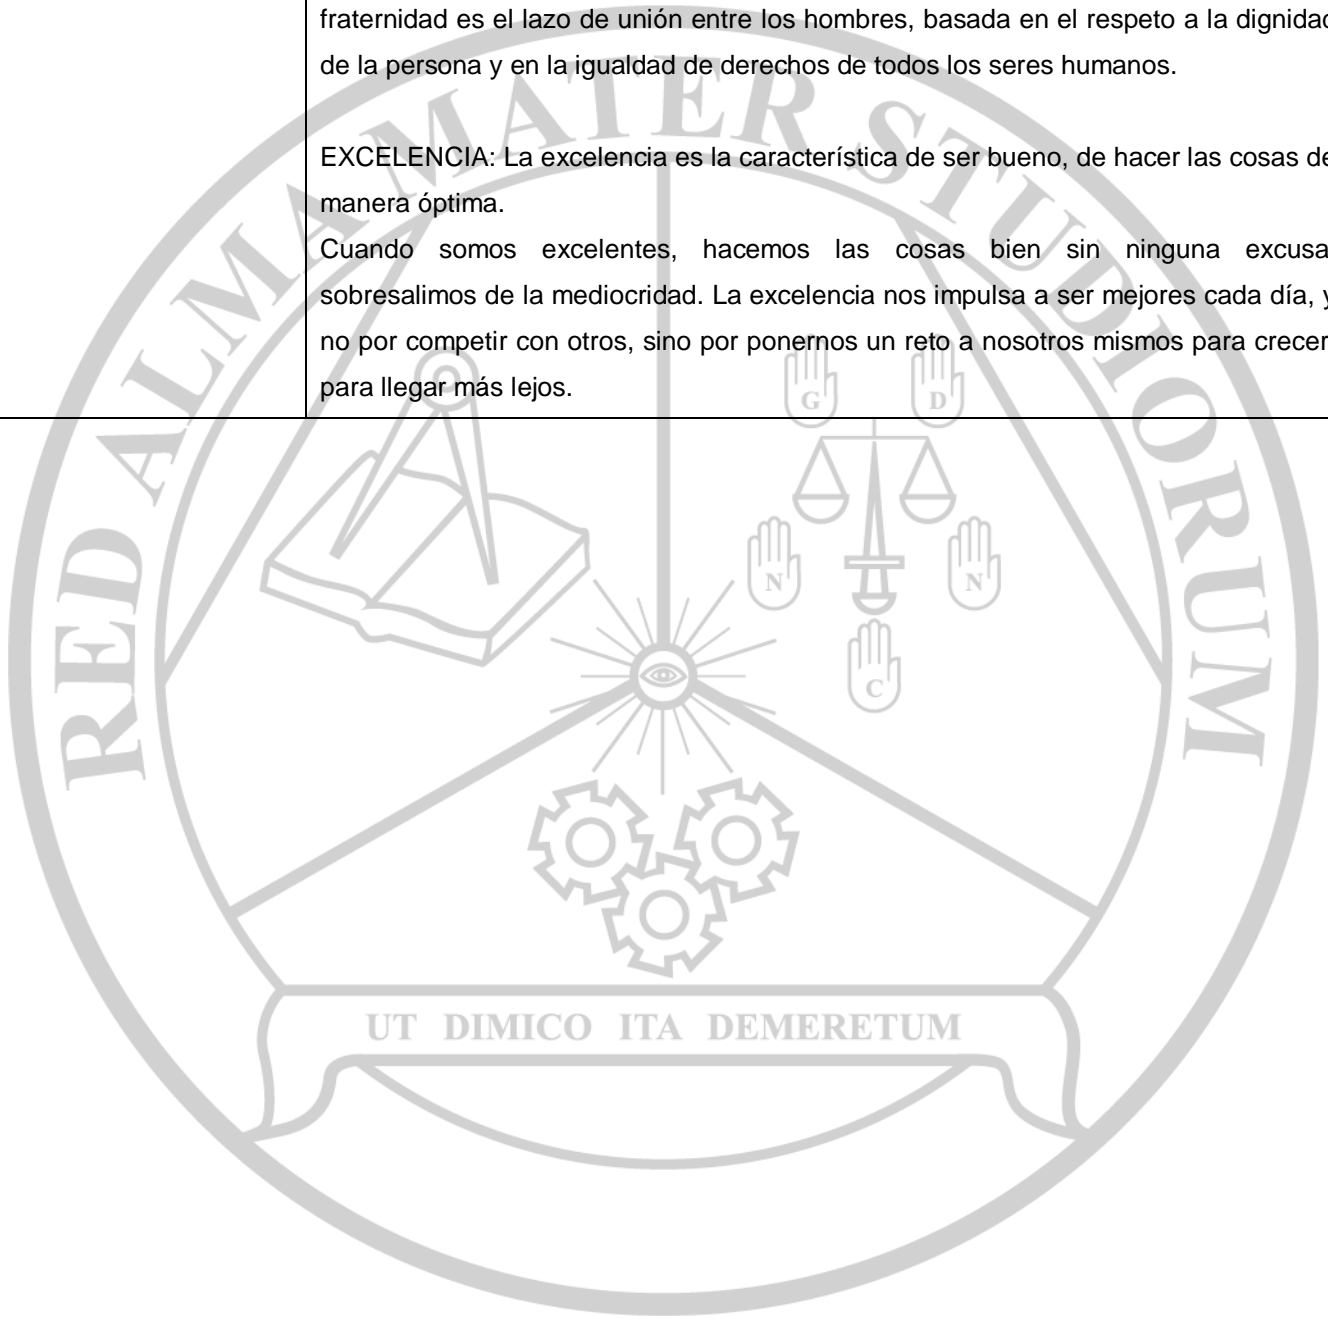 fraternidad es el lazo de unión entre los hombres, basada en el respeto a la dignidad
de la persona y en la igualdad de derechos de todos los seres humanos.
EXCELENCIA: La excelencia es la característica de ser bueno, de hacer las cosas de
manera óptima.
Cuando somos excelentes, hacemos las cosas bien sin ninguna excusa
sobresalimos de la mediocridad. La excelencia nos impulsa a ser mejores cada día, y
no por competir con otros, sino por ponernos un reto a nosotros mismos para crecer
para llegar más lejos.
RED ALMA MATER STUDIORUM
G D
N N
C
UT DIMICO ITA DEMERETUM